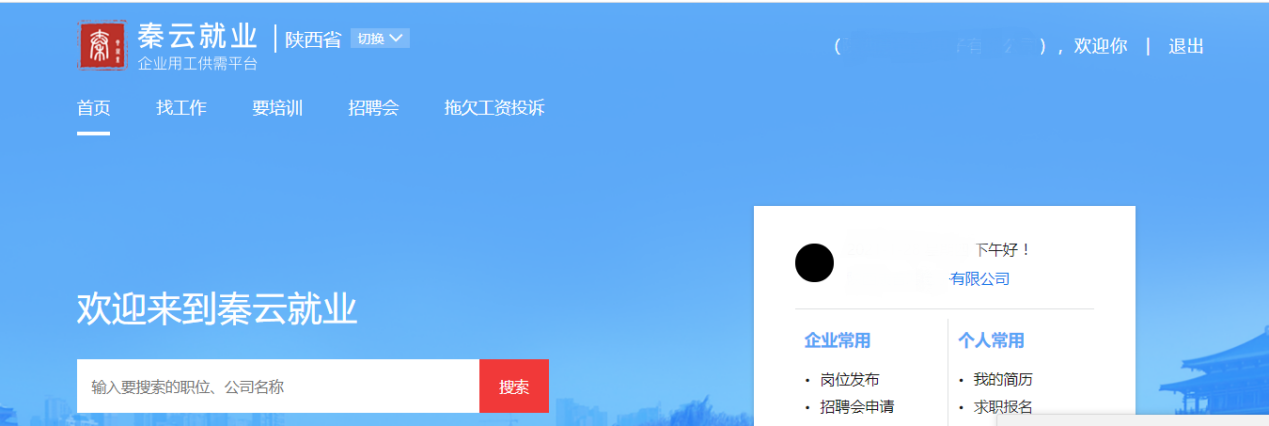 秦云就业
企业用工供需平台
陕西省 切换
），欢迎你 | 退出
首页 找工作 要培训 招聘会 拖欠工资投诉
下午好！
有限公司
欢迎来到秦云就业
输入要搜索的职位、公司名称 搜索
企业常用
• 岗位发布
• 招聘会申请
个人常用
• 我的简历
• 求职报名